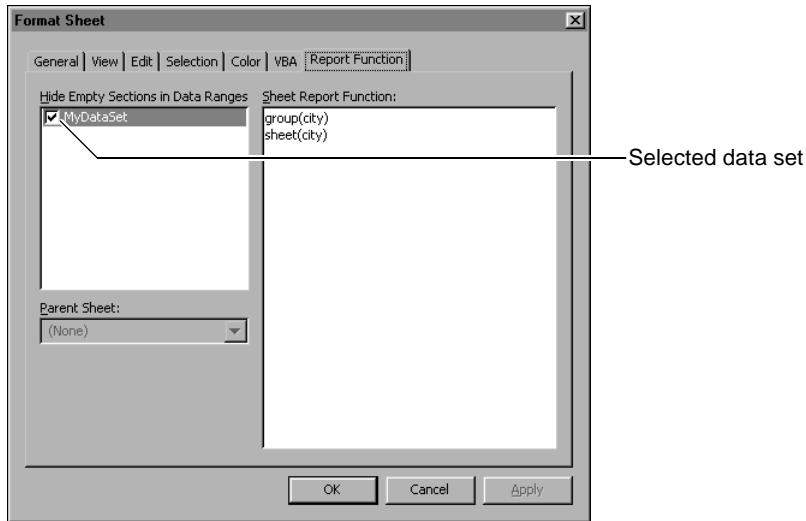 Format Sheet
General View Edit Selection Color VBA Report Function
Hide Empty Sections in Data Ranges
MyDataSet
Parent Sheet:
(None)
Sheet Report Function:
group(city)
sheet(city)
Selected data set
OK Cancel Apply